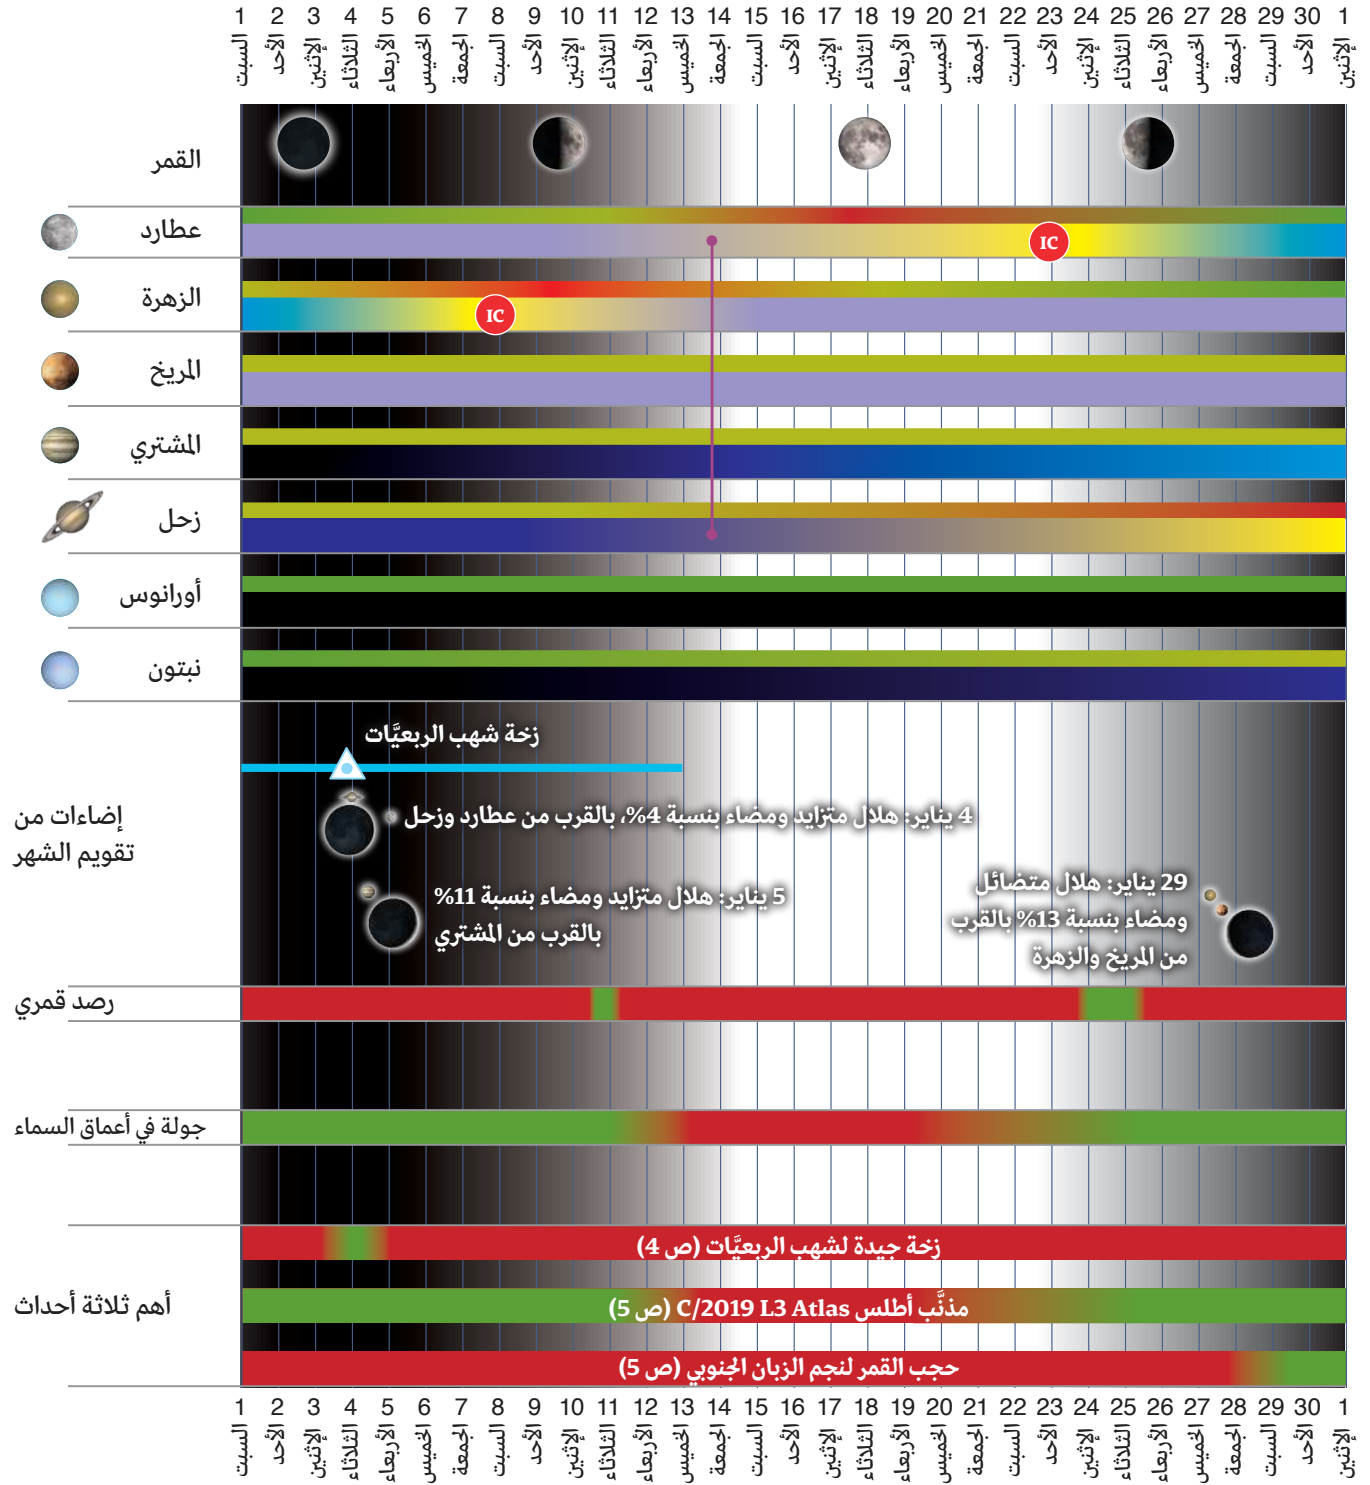 1 2 3 4 5 6 7 8 9 10 11 12 13 14 15 16 17 18 19 20 21 22 23 24 25 26 27 28 29 30 1
السبت الأحد الإثنين الثلاثاء الأربعاء الخميس الجمعة السبت الأحد الإثنين الثلاثاء الأربعاء الخميس الجمعة السبت الأحد الإثنين الثلاثاء الأربعاء الخميس الجمعة السبت الأحد الإثنين الثلاثاء الأربعاء الخميس الجمعة السبت الأحد الإثنين
القمر
عطارد
IC
الزهرة
IC
المريخ
المشتري
زحل
أورانوس
نبتون
زخة شهب الربعيَّات
إضاءات من
تقويم الشهر
4 يناير: هلال متزايد ومضاء بنسبة 4%، بالقرب من عطارد وزحل
5 يناير: هلال متزايد ومضاء بنسبة 11%
بالقرب من المشتري
29 يناير: هلال متضائل
ومضاء بنسبة 13% بالقرب
من المريخ والزهرة
رصد قمري
جولة في أعماق السماء
أهم ثلاثة أحداث
زخة جيدة لشهب الربعيَّات (ص 4)
مذنَّب أطلس C/2019 L3 Atlas (ص 5)
حجب القمر لنجم الزبان الجنوبي (ص 5)
1 2 3 4 5 6 7 8 9 10 11 12 13 14 15 16 17 18 19 20 21 22 23 24 25 26 27 28 29 30 1
السبت الأحد الإثنين الثلاثاء الأربعاء الخميس الجمعة السبت الأحد الإثنين الثلاثاء الأربعاء الخميس الجمعة السبت الأحد الإثنين الثلاثاء الأربعاء الخميس الجمعة السبت الأحد الإثنين الثلاثاء الأربعاء الخميس الجمعة السبت الأحد الإثنين